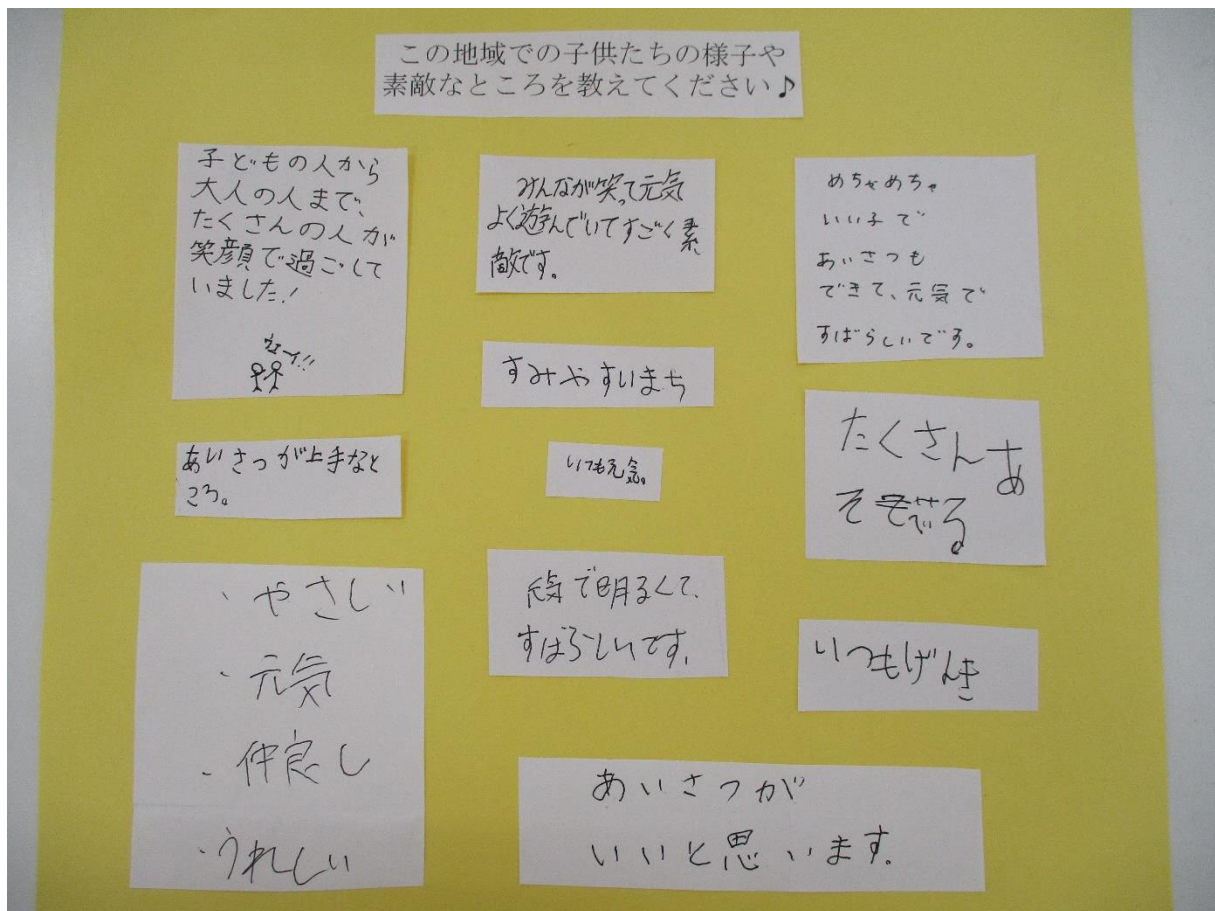 この地域での子供たちの様子や
素敵なところを教えてください♪
子どもの人から
大人の人まで、
たくさんの人が
笑顔で過ごして
いました!
ウェーイ!!
みんなが笑って元気
よく遊んでいてすごく素
敵です。
めちゃめちゃ
いい子で
あいさつも
できて、元気で
すばらしいです。
すみやすいまち
あいさつが上手なと
ころ。
いつも元気。
たくさんあ
そべる
・やさしい
・元気
・仲良し
・うれしい
元気で明るくて、
すばらしいです。
いつもげんき
あいさつが
いいと思います。